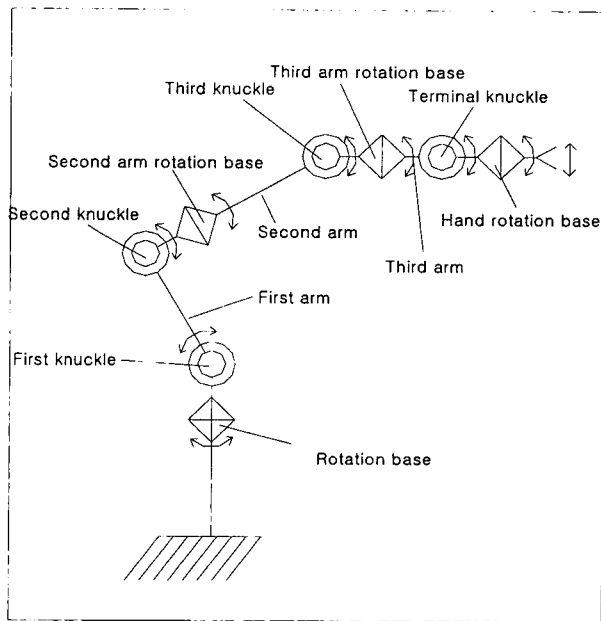 Third arm rotation base
Third knuckle
Terminal knuckle
Second arm rotation base
Second knuckle
Hand rotation base
Second arm
Third arm
First arm
First knuckle
Rotation base